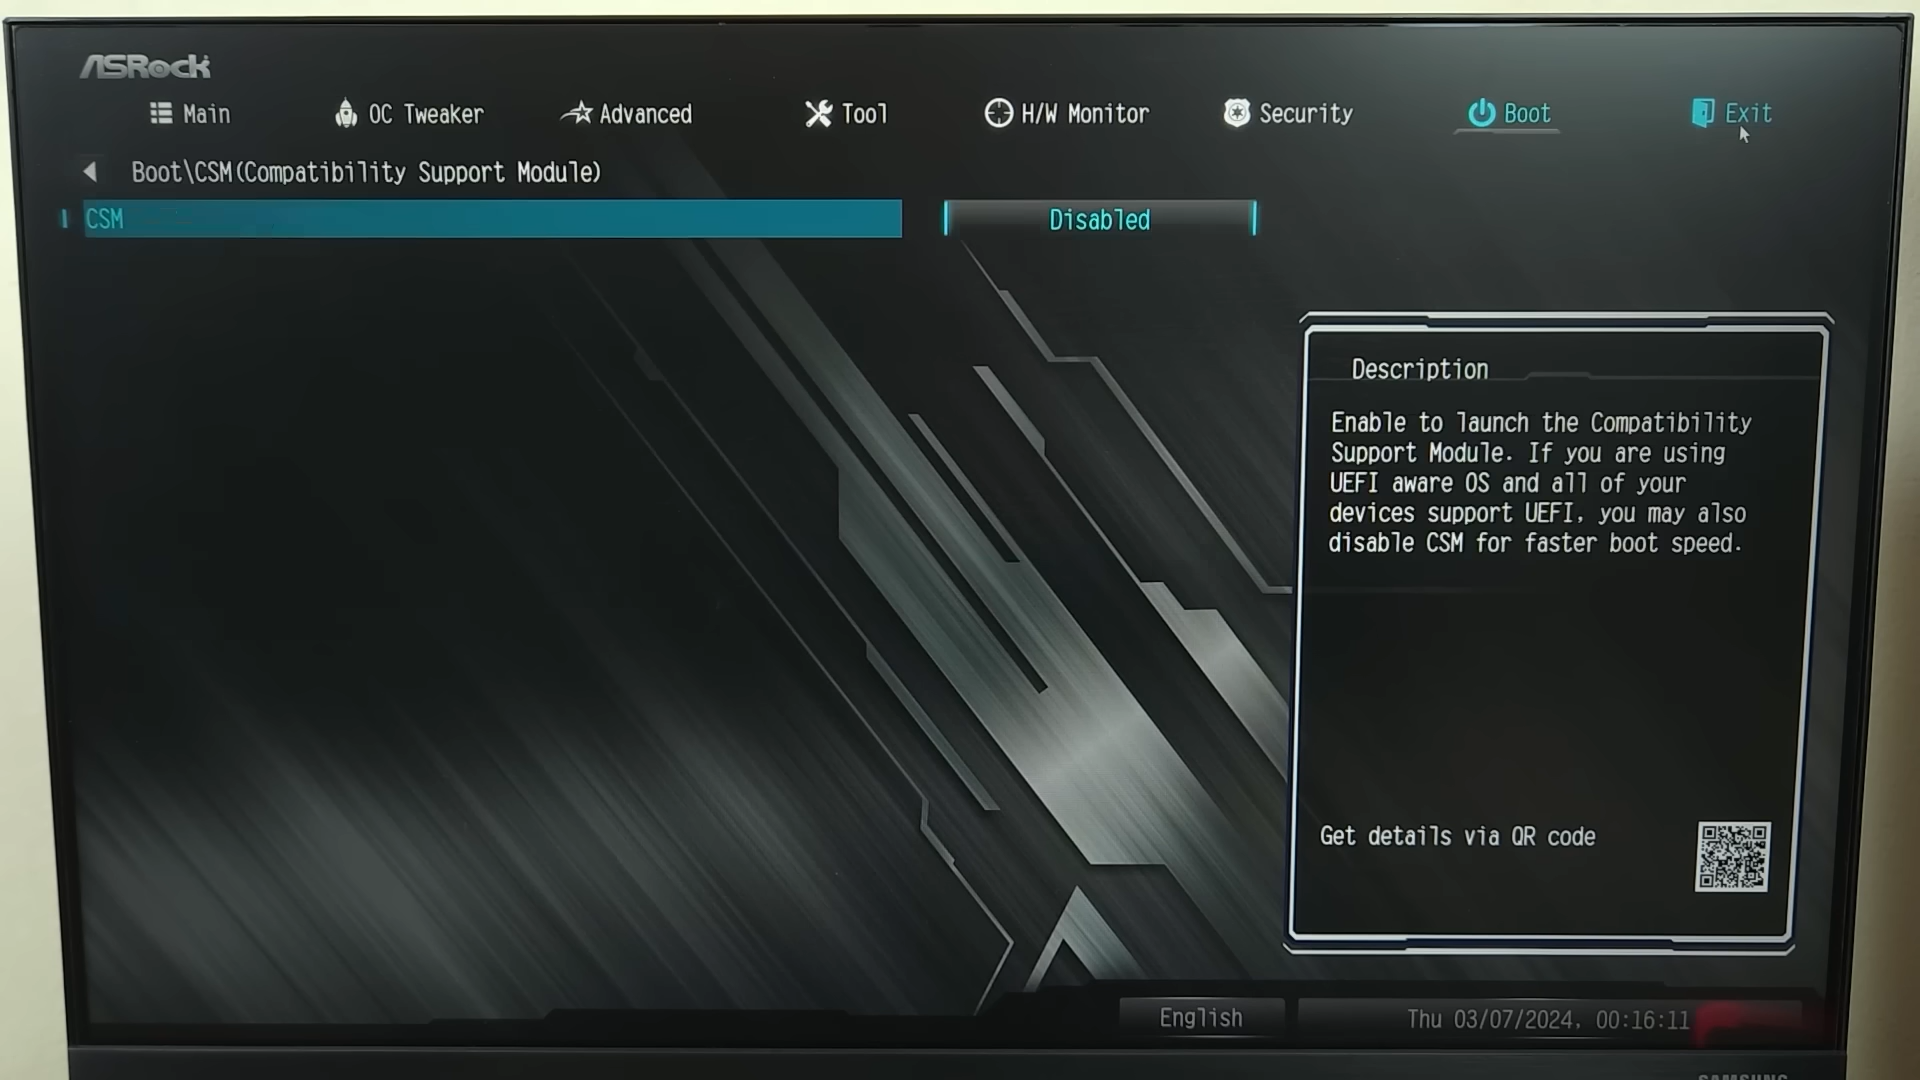 ASRock
Main OC Tweaker Advanced Tool H/W Monitor Security Boot Exit
Boot\CSM(Compatibility Support Module)
CSM Disabled
Description
Enable to launch the Compatibility
Support Module. If you are using
UEFI aware OS and all of your
devices support UEFI, you may also
disable CSM for faster boot speed.
Get details via QR code
English Thu 03/07/2024, 00:16:11
SAMSUNG